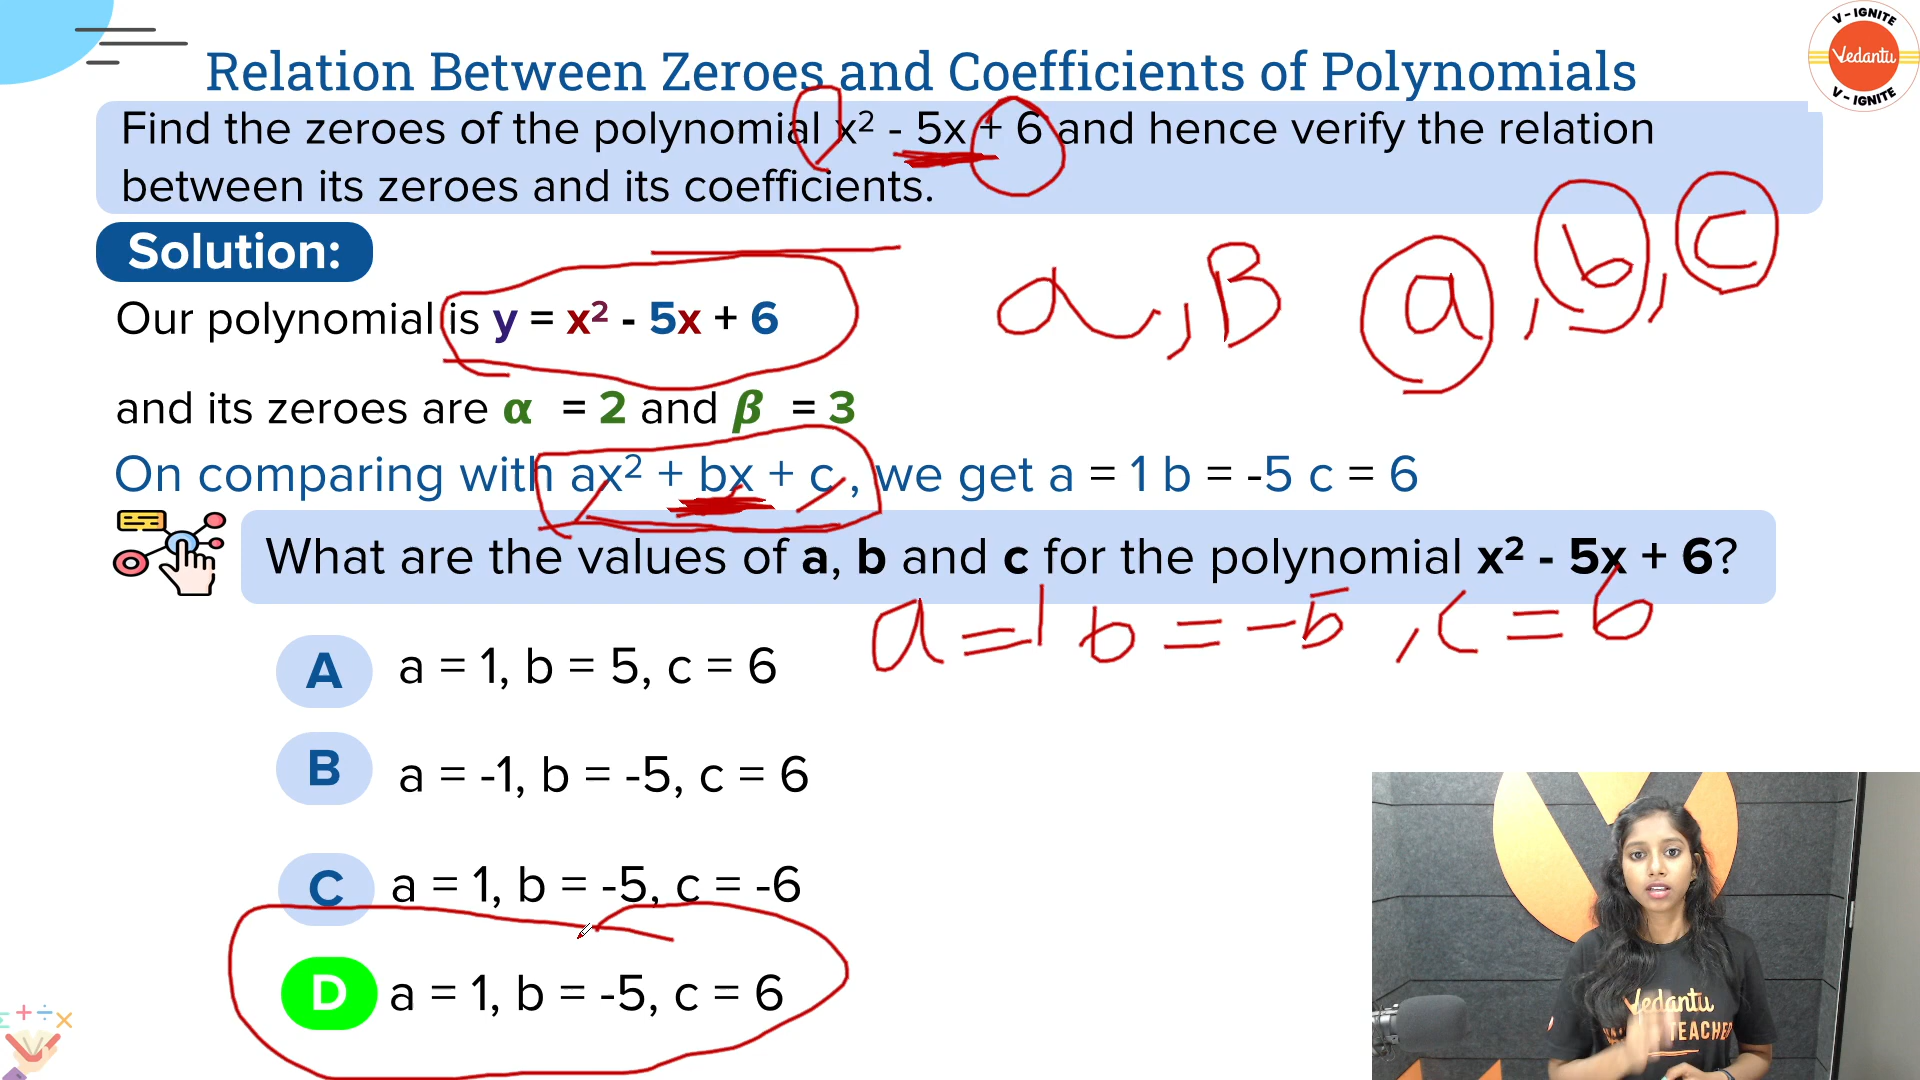 V - IGNITE
Vedantu
V - IGNITE
Relation Between Zeroes and Coefficients of Polynomials
Find the zeroes of the polynomial x² - 5x + 6 and hence verify the relation
between its zeroes and its coefficients.
Solution:
a, B a, b, c
Our polynomial is y = x² - 5x + 6
and its zeroes are α = 2 and β = 3
On comparing with ax² + bx + c, we get a = 1 b = -5 c = 6
What are the values of a, b and c for the polynomial x² - 5x + 6?
a = 1 b = -5, c = 6
A a = 1, b = 5, c = 6
B a = -1, b = -5, c = 6
C a = 1, b = -5, c = -6
D a = 1, b = -5, c = 6
Vedantu
TEACHER